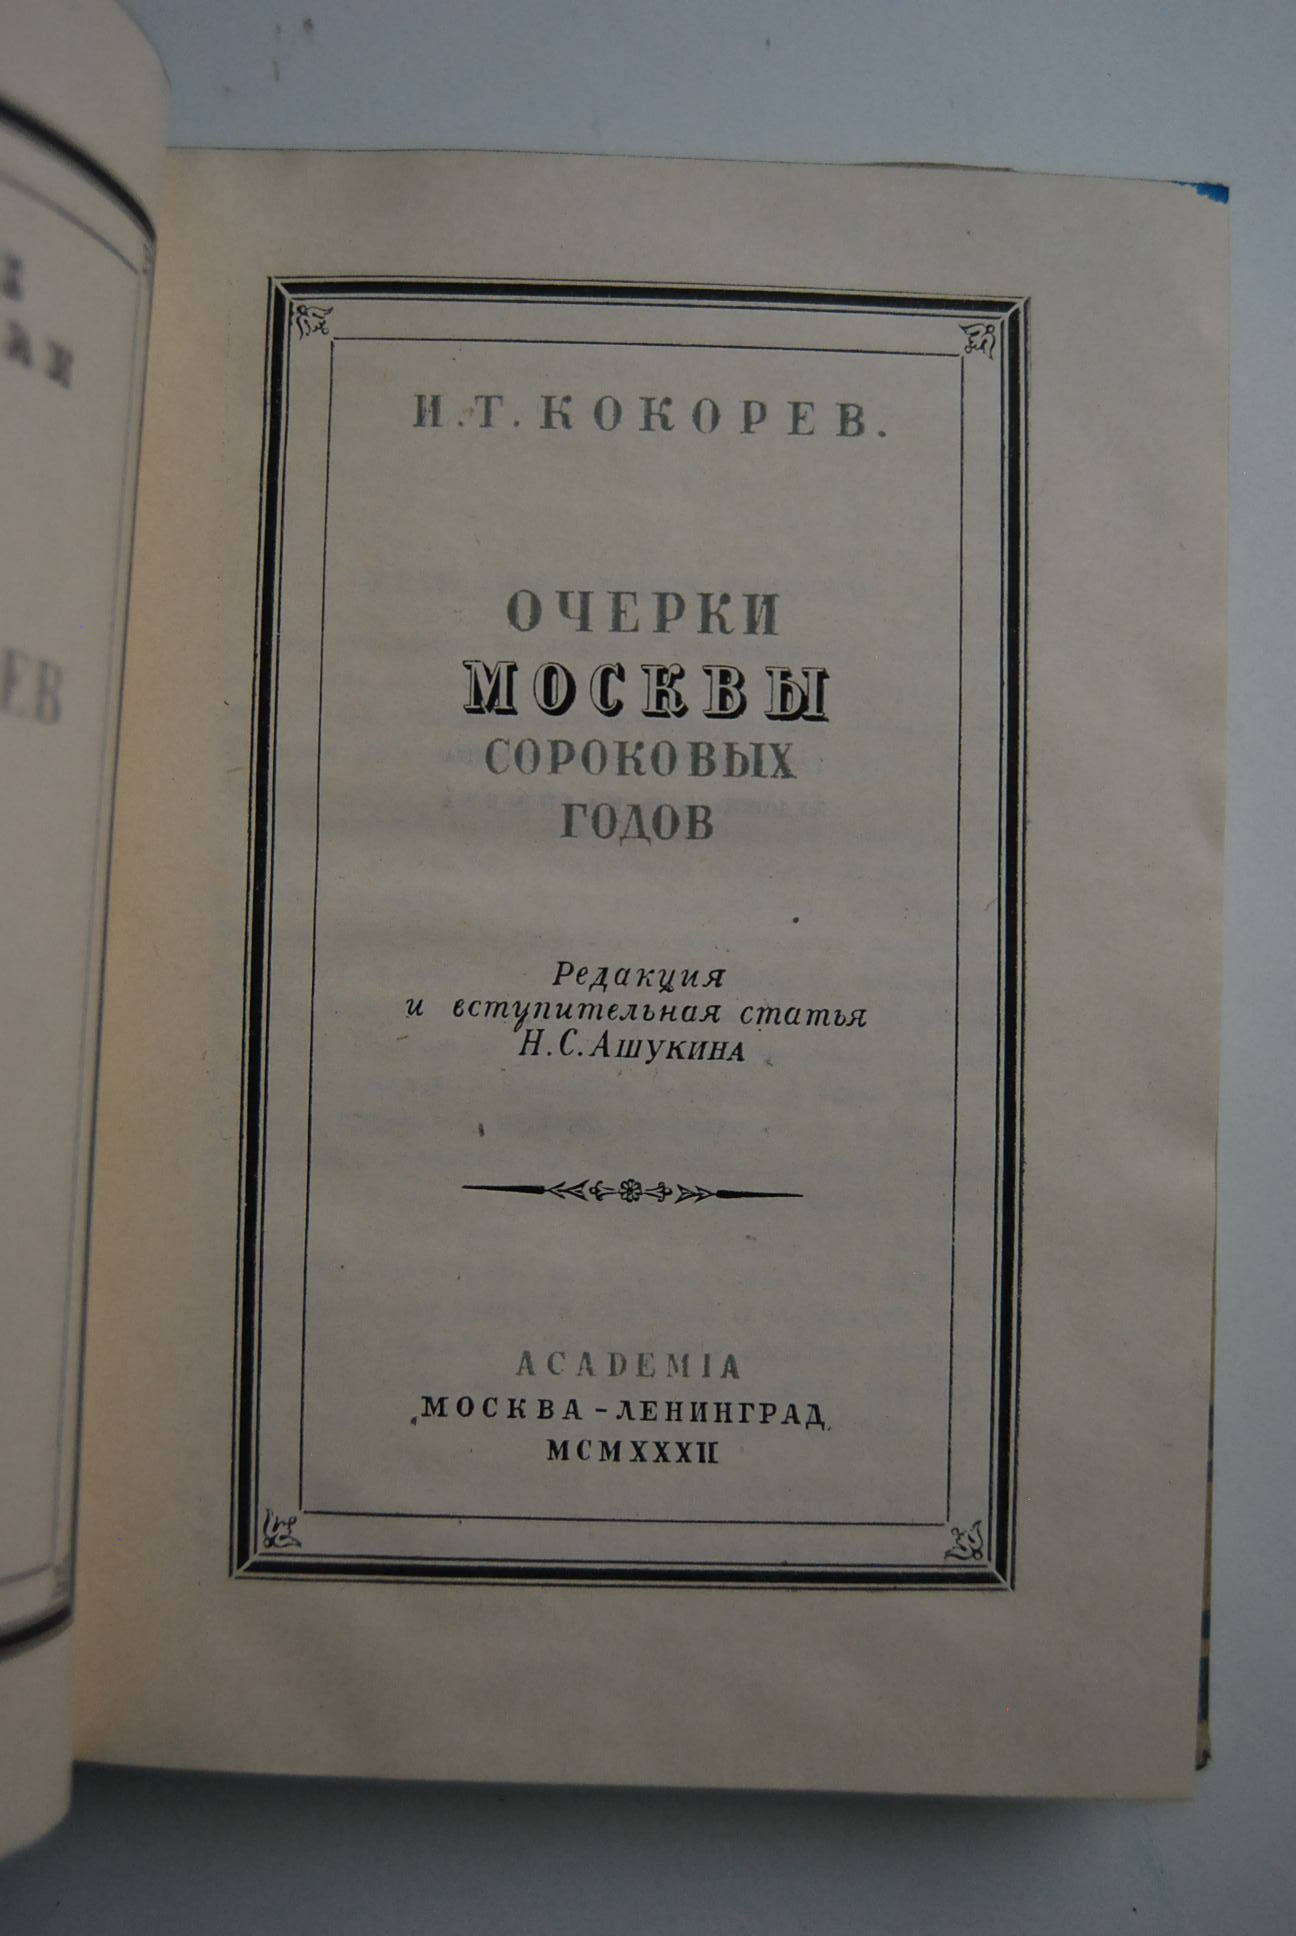 И.Т.КОКОРЕВ.
ОЧЕРКИ
МОСКВЫ
СОРОКОВЫХ
ГОДОВ
Редакция
и вступительная статья
Н.С.Ашукина
ACADEMIA
МОСКВА-ЛЕНИНГРАД
MCMXXXII